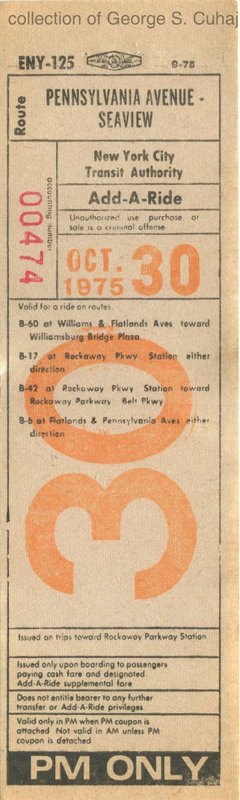 collection of George S. Cuhaj
ENY-125
9-75
Route
PENNSYLVANIA AVENUE -
SEAVIEW
accounting number
00474
New York City
Transit Authority
Add-A-Ride
Unauthorized use purchase or
sale is a criminal offense
OCT. 30
1975
Valid for a ride on routes
B-60 at Williams & Flatlands Aves toward
Williamsburg Bridge Plaza
B-17 at Rockaway Pkwy Station either
direction
B-42 at Rockaway Pkwy Station toward
Rockaway Parkway Belt Pkwy
B-6 at Flatlands & Pennsylvania Aves either
direction
30
Issued on trips toward Rockaway Parkway Station
Issued only upon boarding to passengers
paying cash fare and designated
Add-A-Ride supplemental fare
Does not entitle bearer to any further
transfer or Add-A-Ride privileges
Valid only in PM when PM coupon is
attached Not valid in AM unless PM
coupon is detached
PM ONLY